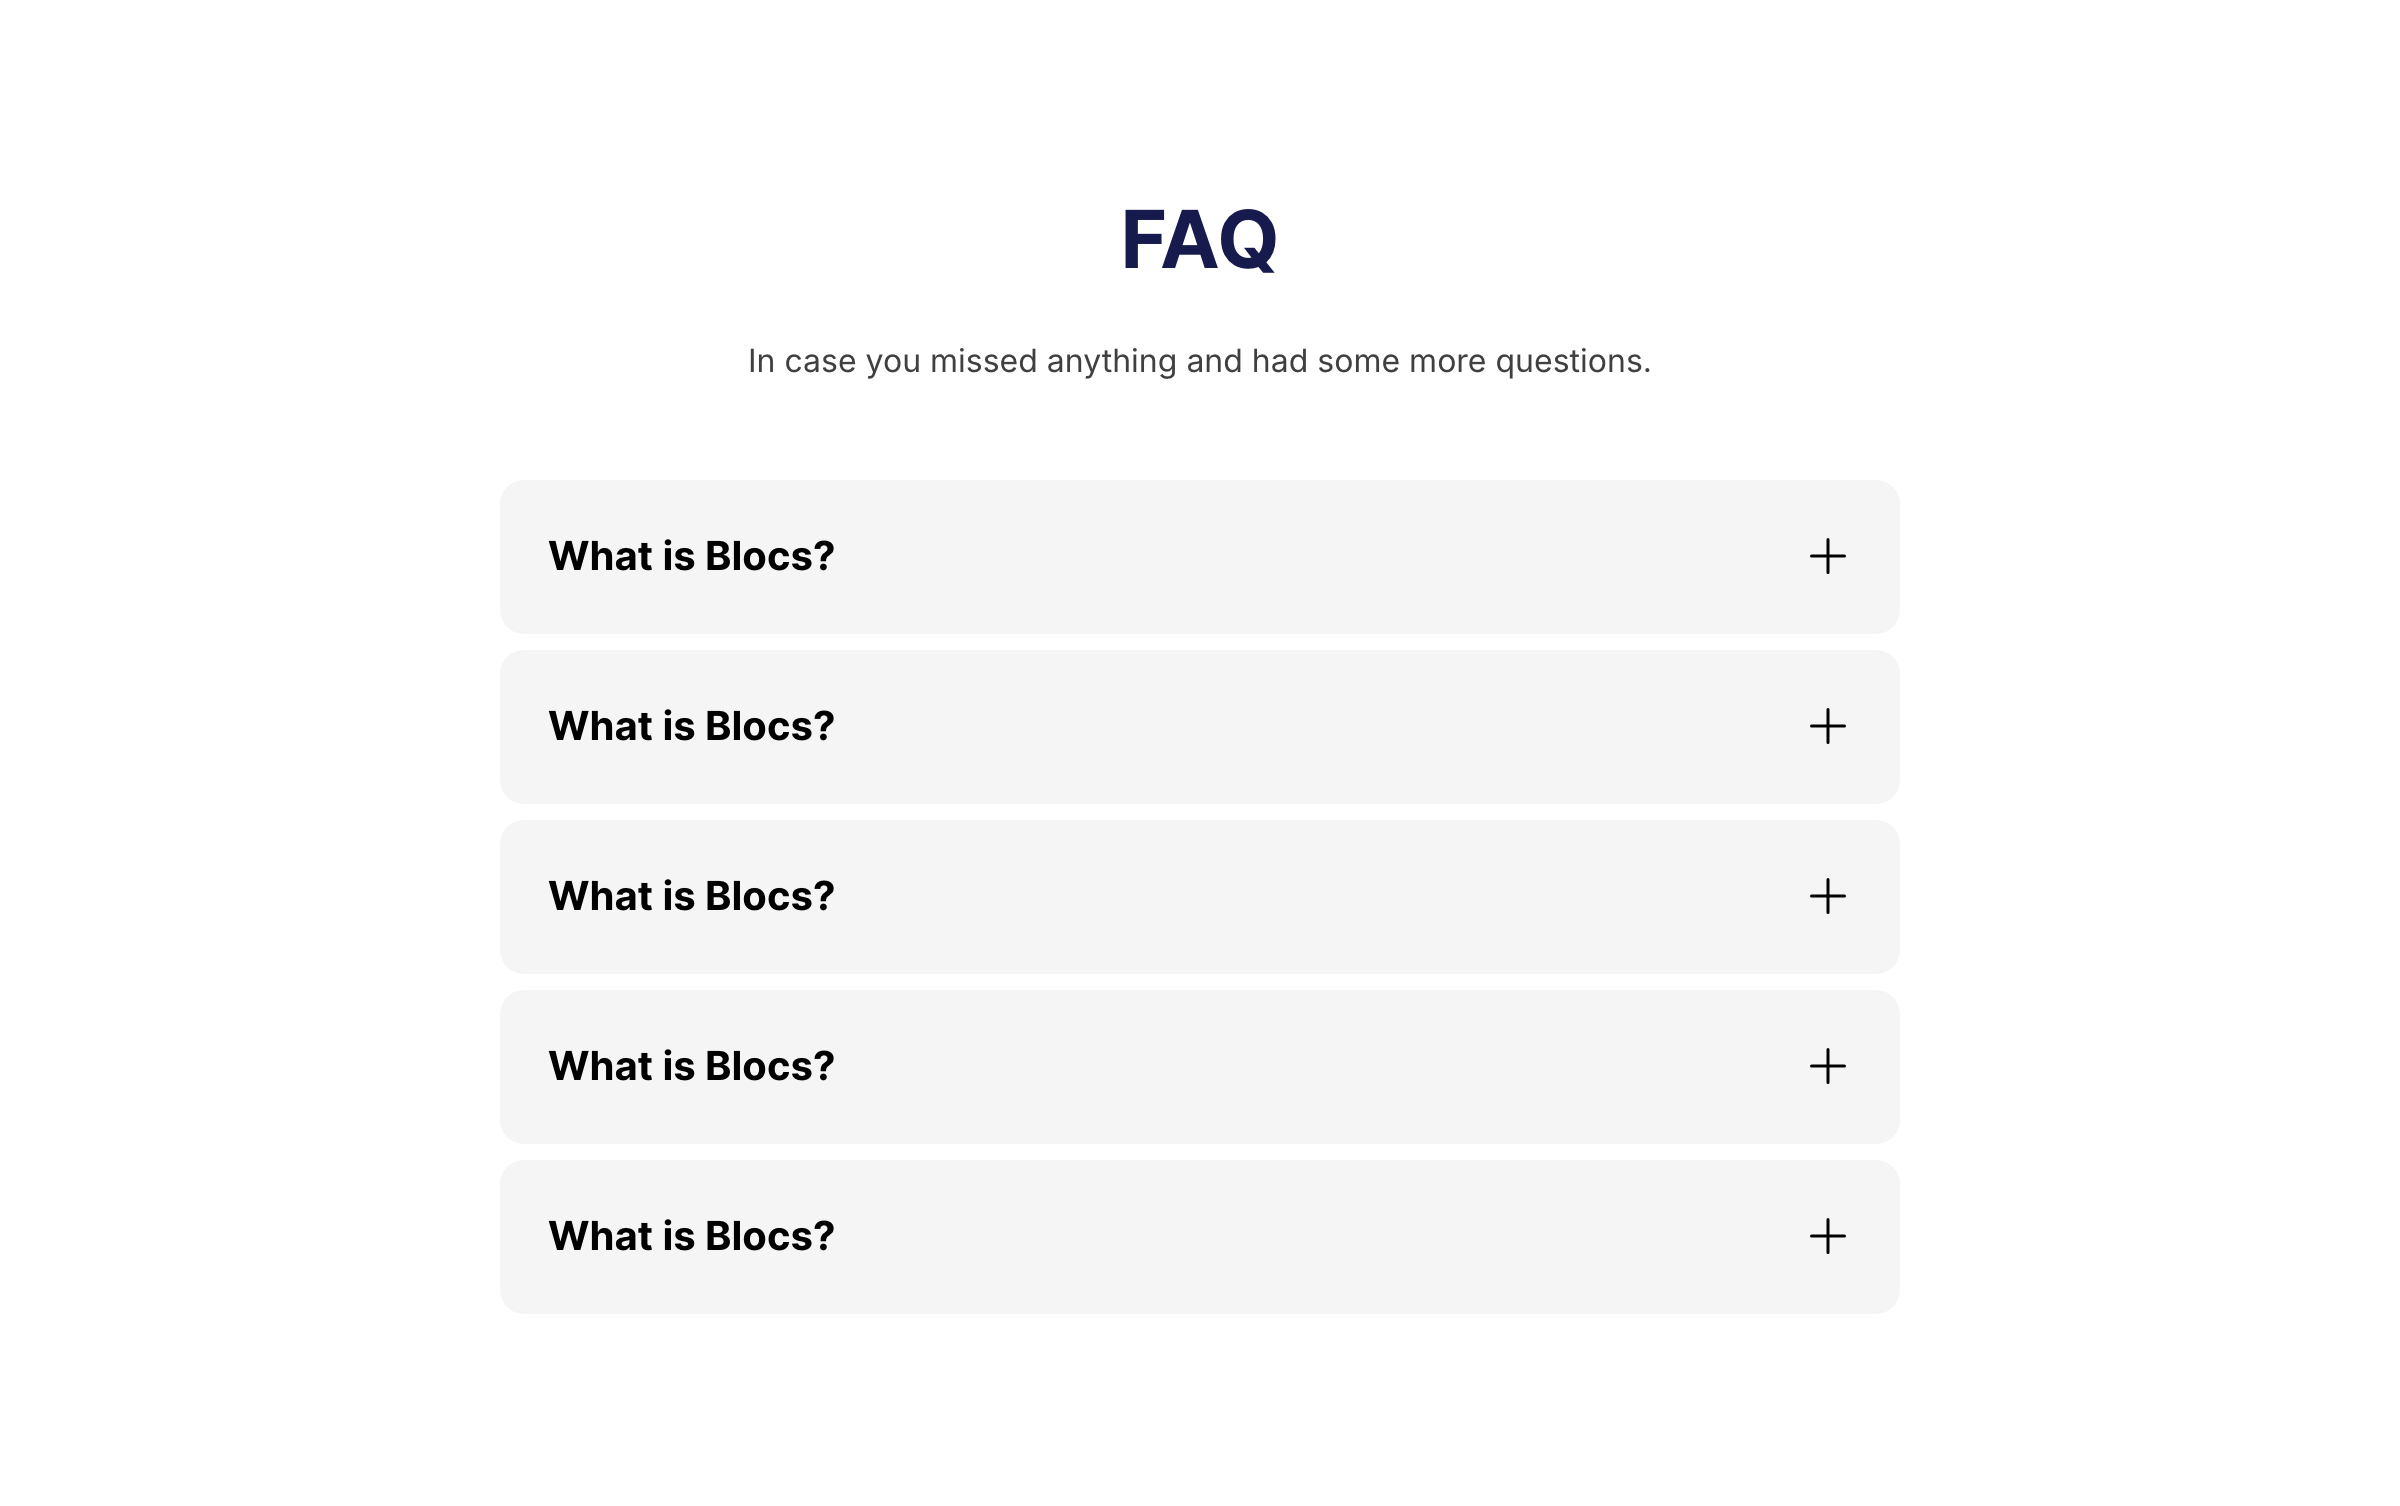 FAQ
In case you missed anything and had some more questions.
What is Blocs?
What is Blocs?
What is Blocs?
What is Blocs?
What is Blocs?